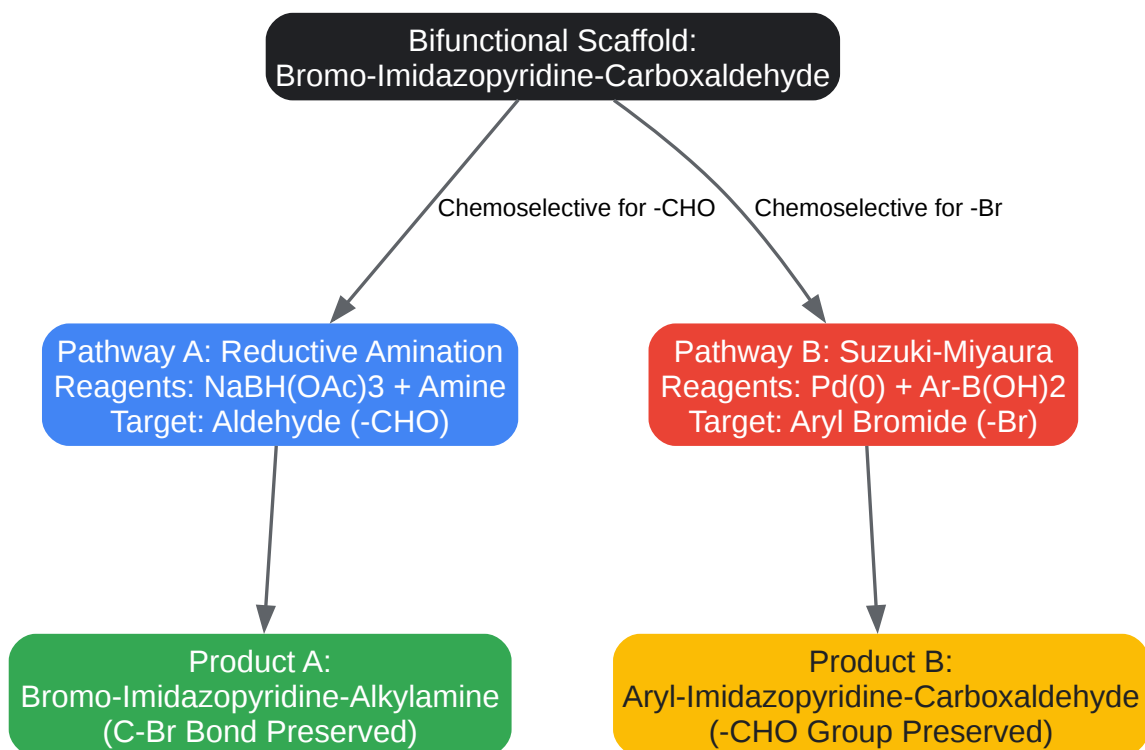 Bifunctional Scaffold:
Bromo-Imidazopyridine-Carboxaldehyde
Chemoselective for -CHO
Chemoselective for -Br
Pathway A: Reductive Amination
Reagents: NaBH(OAc)3 + Amine
Target: Aldehyde (-CHO)
Pathway B: Suzuki-Miyaura
Reagents: Pd(0) + Ar-B(OH)2
Target: Aryl Bromide (-Br)
Product A:
Bromo-Imidazopyridine-Alkylamine
(C-Br Bond Preserved)
Product B:
Aryl-Imidazopyridine-Carboxaldehyde
(-CHO Group Preserved)